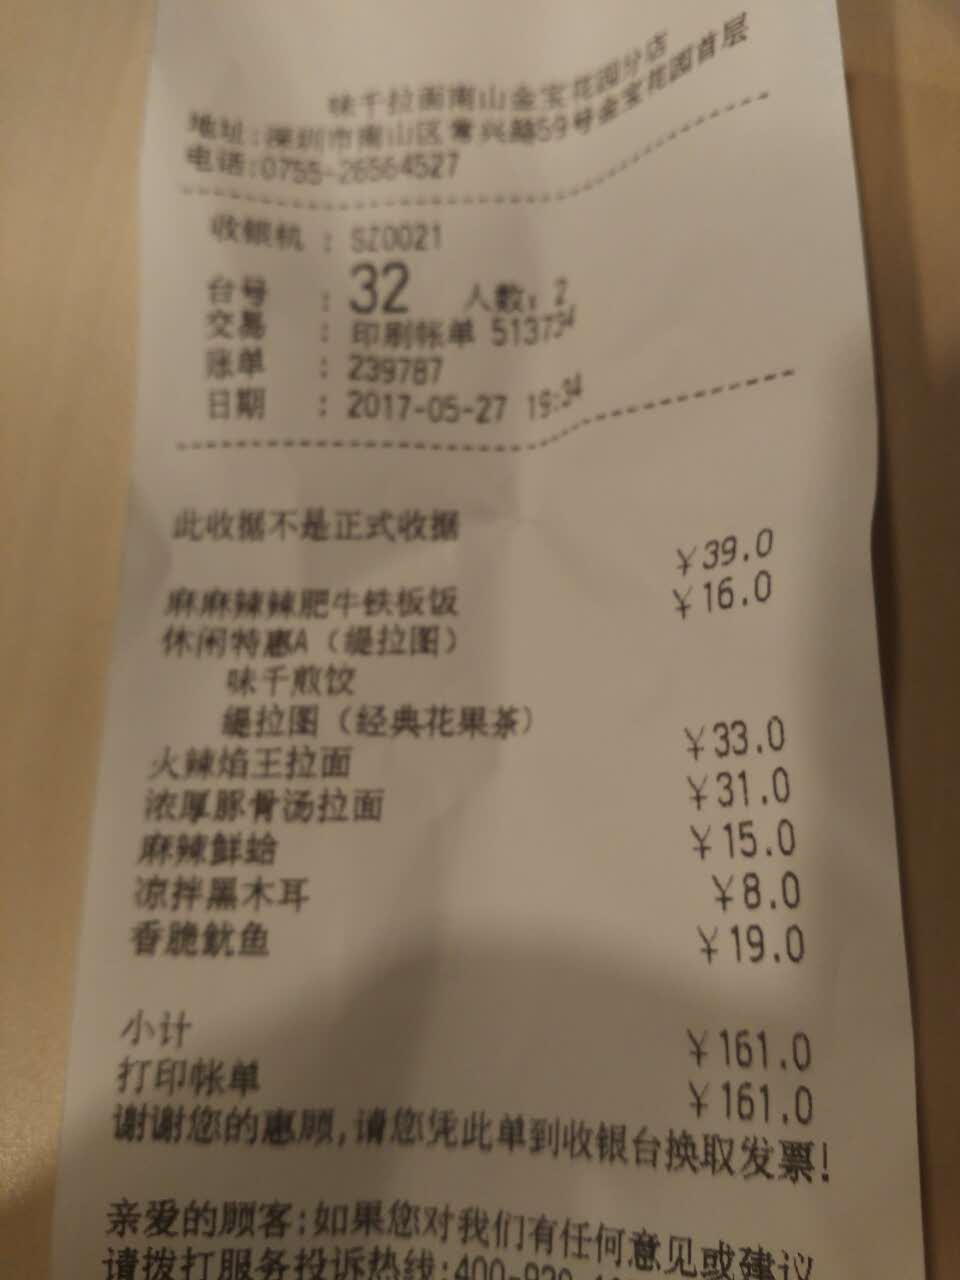 味千拉面南山金宝花园分店
地址:深圳市南山区常兴路59号金宝花园首层
电话:0755-26564527
收银机 : SZ0021
台号 : 32 人数: 2
交易 : 印刷帐单 513734
账单 : 239787
日期 : 2017-05-27 19:34
此收据不是正式收据
麻麻辣辣肥牛铁板饭 ¥39.0
休闲特惠A（缇拉图） ¥16.0
味千煎饺
缇拉图（经典花果茶）
火辣焰王拉面 ¥33.0
浓厚豚骨汤拉面 ¥31.0
麻辣鲜蛤 ¥15.0
凉拌黑木耳 ¥8.0
香脆鱿鱼 ¥19.0
小计 ¥161.0
打印帐单 ¥161.0
谢谢您的惠顾,请您凭此单到收银台换取发票!
亲爱的顾客:如果您对我们有任何意见或建议
请拨打服务投诉热线:400-820